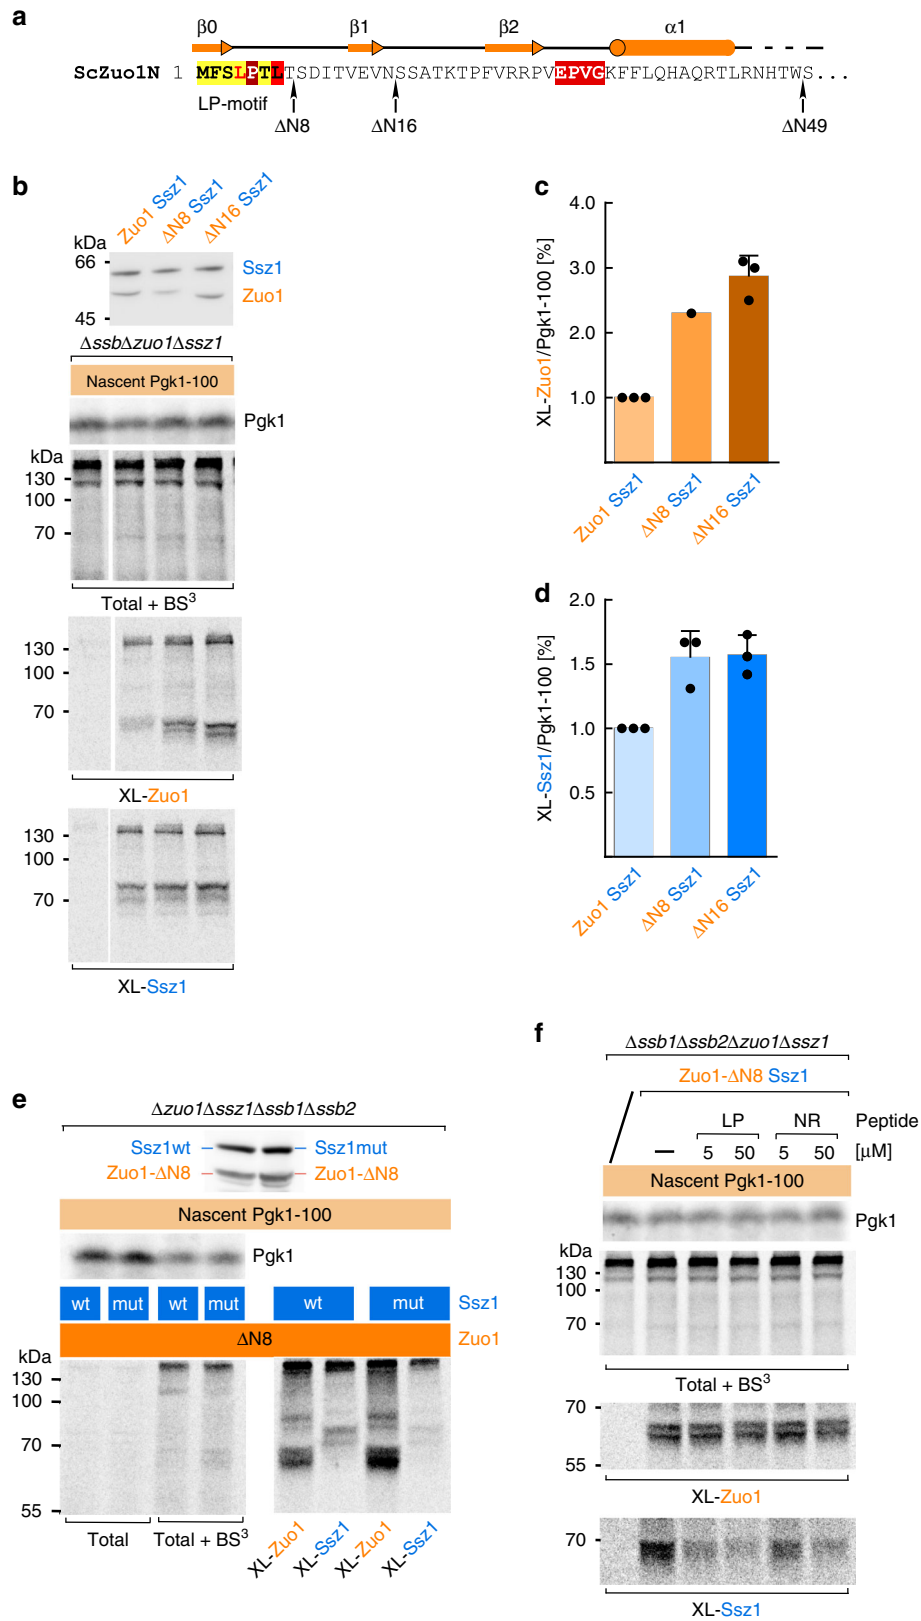 a
β0 β1 β2 α1
ScZuo1N 1 MFSLPTLTSDITVEVNSSATKTPFVRRPVEPVGKFFLQHAQRTLRNHTWS...
LP-motif
ΔN8 ΔN16 ΔN49
b
Zuo1 Ssz1
ΔN8 Ssz1
ΔN16 Ssz1
kDa
66
Ssz1
Zuo1
45
ΔssbΔzuo1Δssz1
Nascent Pgk1-100
Pgk1
kDa
130
100
70
Total + BS³
130
100
70
XL-Zuo1
130
100
70
XL-Ssz1
c
4.0
3.0
2.0
1.0
XL-Zuo1/Pgk1-100 [%]
Zuo1 Ssz1
ΔN8 Ssz1
ΔN16 Ssz1
d
2.0
1.5
1.0
0.5
XL-Ssz1/Pgk1-100 [%]
Zuo1 Ssz1
ΔN8 Ssz1
ΔN16 Ssz1
e
Δzuo1Δssz1Δssb1Δssb2
Ssz1wt Ssz1mut
Zuo1-ΔN8 Zuo1-ΔN8
Nascent Pgk1-100
Pgk1
wt mut wt mut wt mut Ssz1
ΔN8 Zuo1
kDa
130
100
70
55
Total Total + BS³
XL-Zuo1
XL-Ssz1
XL-Zuo1
XL-Ssz1
f
Δssb1Δssb2Δzuo1Δssz1
Zuo1-ΔN8 Ssz1
LP NR Peptide
— 5 50 5 50 [μM]
Nascent Pgk1-100
Pgk1
kDa
130
100
70
Total + BS³
70
55
XL-Zuo1
70
XL-Ssz1